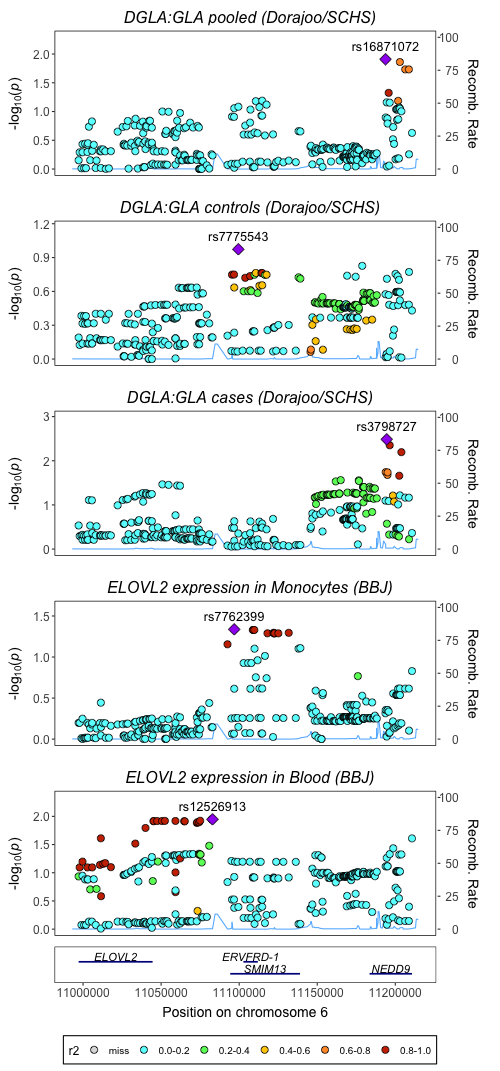 DGLA:GLA pooled (Dorajoo/SCHS)
rs16871072
2.0
1.5
1.0
0.5
0.0
-log10(p)
100
75
50
25
0
Recomb. Rate
DGLA:GLA controls (Dorajoo/SCHS)
rs7775543
1.2
0.9
0.6
0.3
0.0
-log10(p)
100
75
50
25
0
Recomb. Rate
DGLA:GLA cases (Dorajoo/SCHS)
rs3798727
3
2
1
0
-log10(p)
100
75
50
25
0
Recomb. Rate
ELOVL2 expression in Monocytes (BBJ)
rs7762399
1.5
1.0
0.5
0.0
-log10(p)
100
75
50
25
0
Recomb. Rate
ELOVL2 expression in Blood (BBJ)
rs12526913
2.0
1.5
1.0
0.5
0.0
-log10(p)
100
75
50
25
0
Recomb. Rate
ELOVL2 ERVFRD-1
SMIM13 NEDD9
11000000 11050000 11100000 11150000 11200000
Position on chromosome 6
r2 miss 0.0-0.2 0.2-0.4 0.4-0.6 0.6-0.8 0.8-1.0